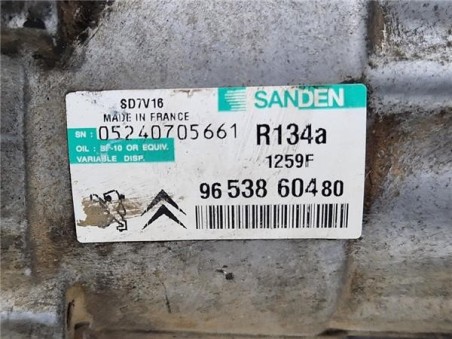 SD7V16
MADE IN FRANCE
SANDEN
SN : 05240705661
R134a
OIL : SP-10 OR EQUIV.
VARIABLE DISP.
1259F
96 538 604 80